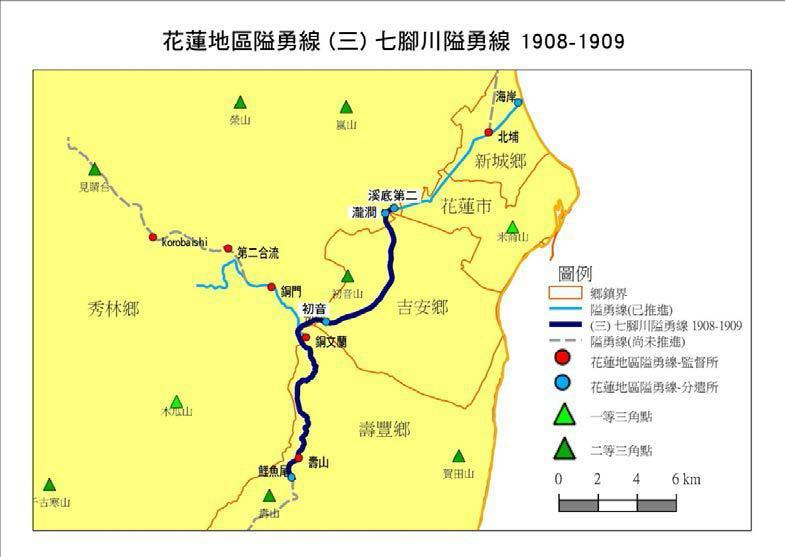 花蓮地區隘勇線 (三) 七腳川隘勇線 1908-1909
海岸
榮山
嵐山
北埔
新城鄉
見晴台
溪底第二
瀧澗
花蓮市
米崙山
korobaishi
第二合流
銅門
初音山
吉安鄉
秀林鄉
初音
銅文蘭
木瓜山
壽豐鄉
鯉魚尾
壽山
賀田山
千古寒山
壽山
圖例
鄉鎮界
隘勇線(已推進)
(三) 七腳川隘勇線 1908-1909
隘勇線(尚未推進)
花蓮地區隘勇線-監督所
花蓮地區隘勇線-分遣所
一等三角點
二等三角點
0 2 4 6 km